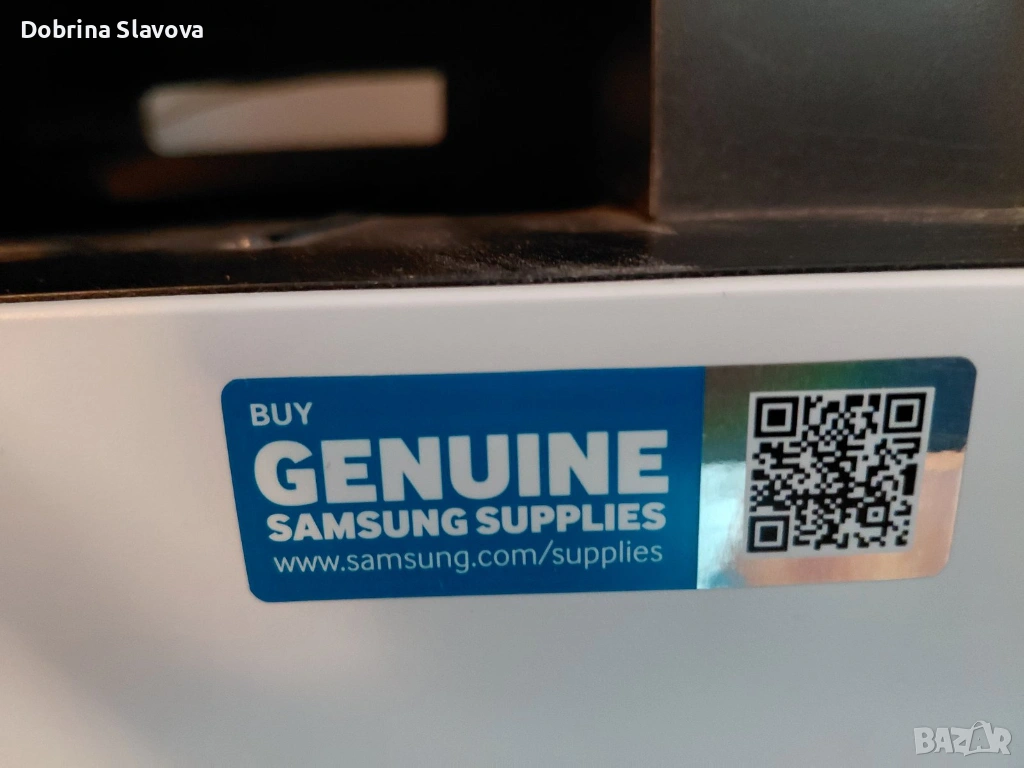 Dobrina Slavova
BUY
GENUINE
SAMSUNG SUPPLIES
www.samsung.com/supplies
BAZAR